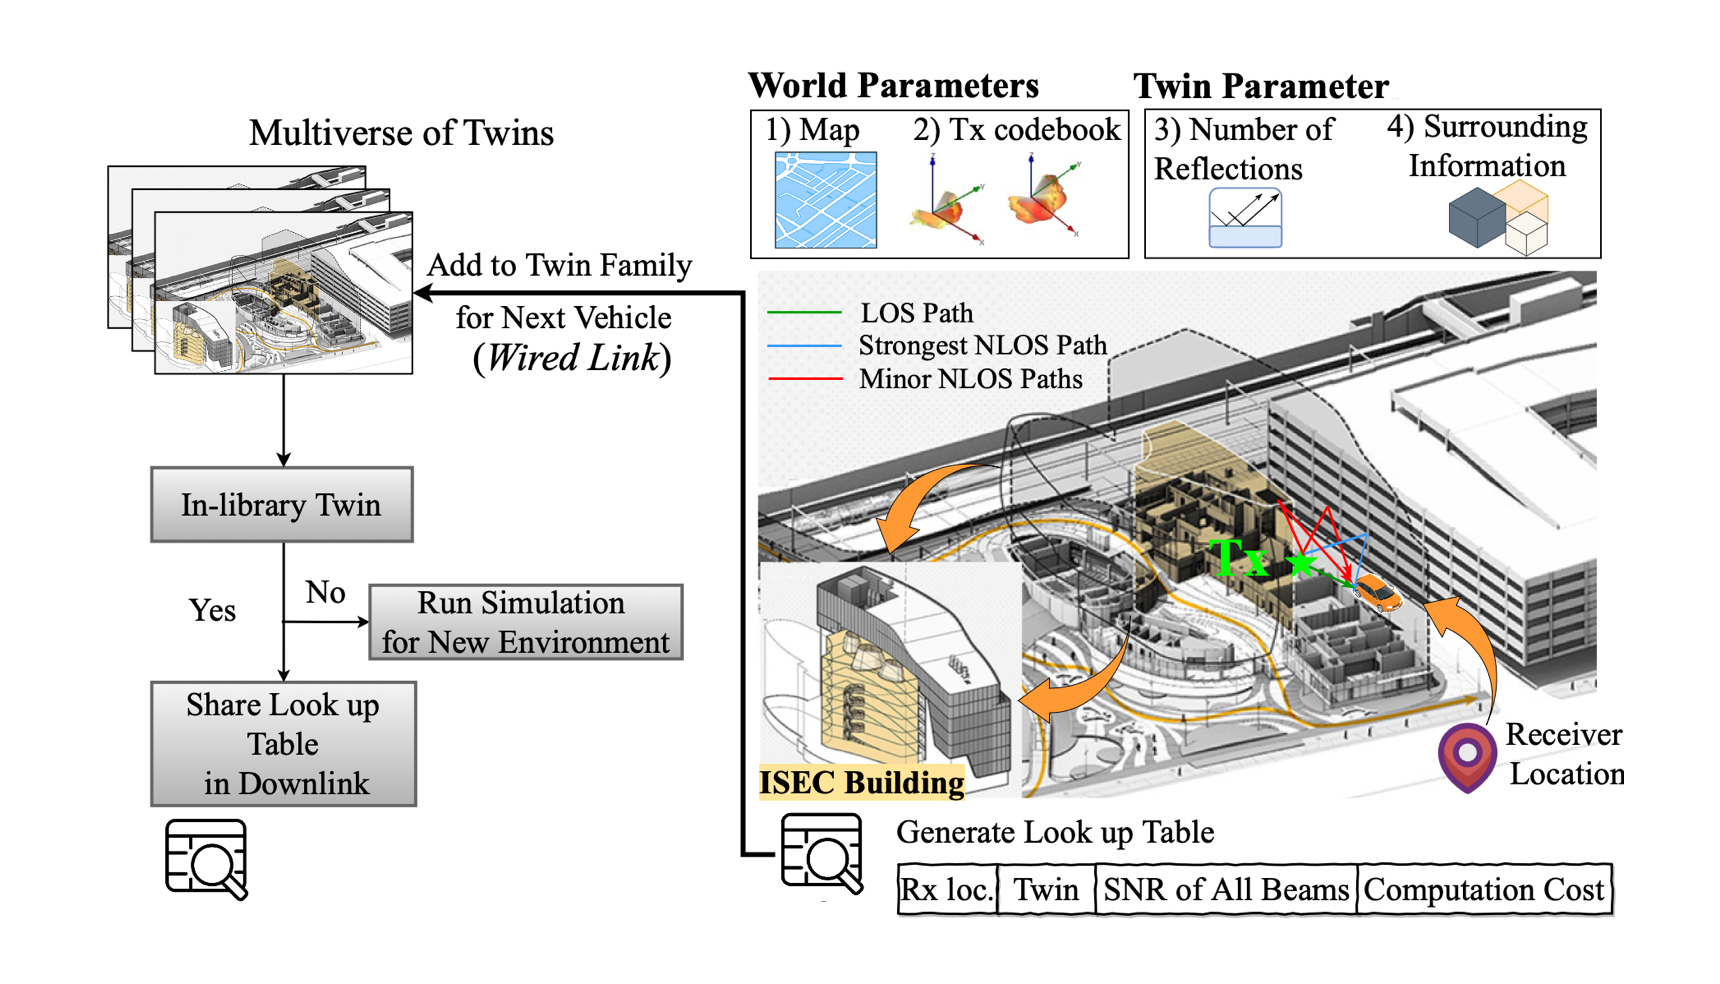 Multiverse of Twins
Add to Twin Family
for Next Vehicle
(Wired Link)
In-library Twin
Yes
No
Run Simulation
for New Environment
Share Look up
Table
in Downlink
World Parameters
1) Map
2) Tx codebook
Twin Parameter
3) Number of
Reflections
4) Surrounding
Information
LOS Path
Strongest NLOS Path
Minor NLOS Paths
Tx
ISEC Building
Receiver
Location
Generate Look up Table
Rx loc.
Twin
SNR of All Beams
Computation Cost